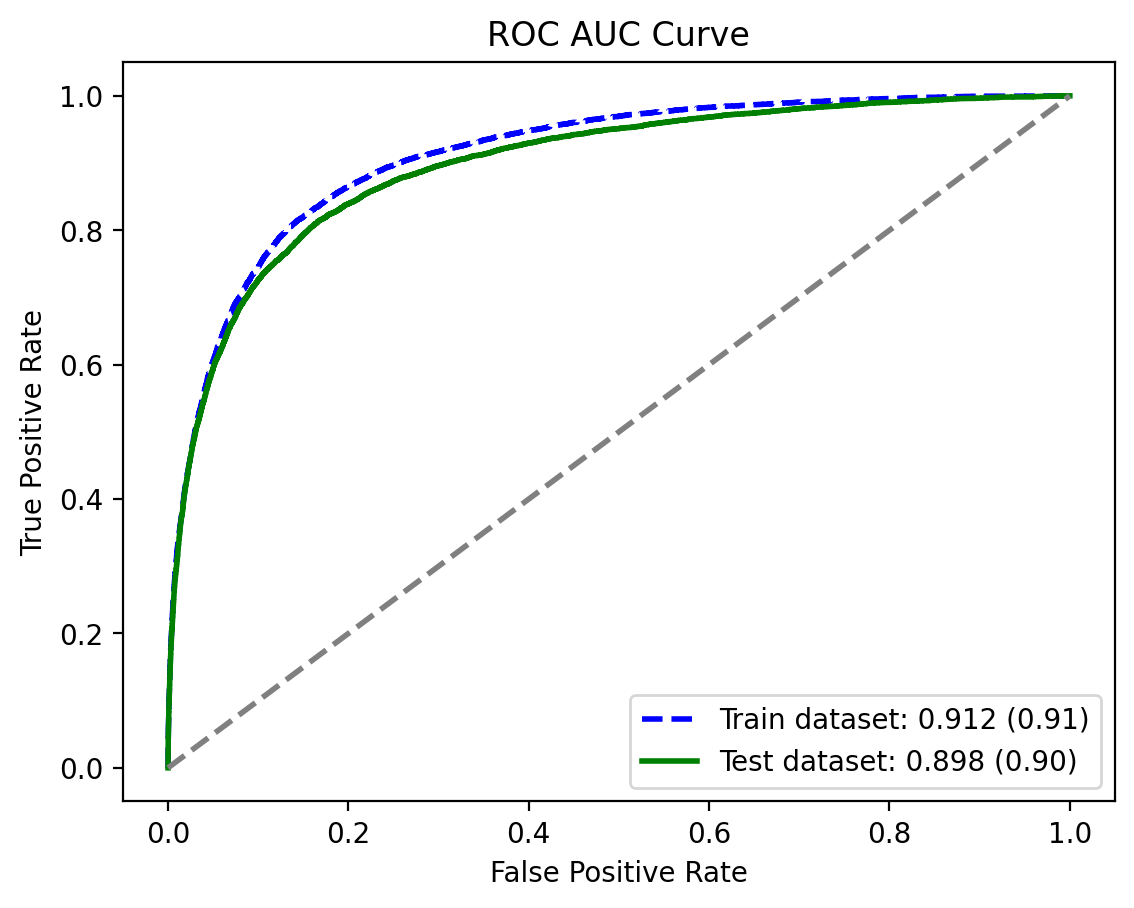 ROC AUC Curve
True Positive Rate
1.0
0.8
0.6
0.4
0.2
0.0
Train dataset: 0.912 (0.91)
Test dataset: 0.898 (0.90)
0.0 0.2 0.4 0.6 0.8 1.0
False Positive Rate